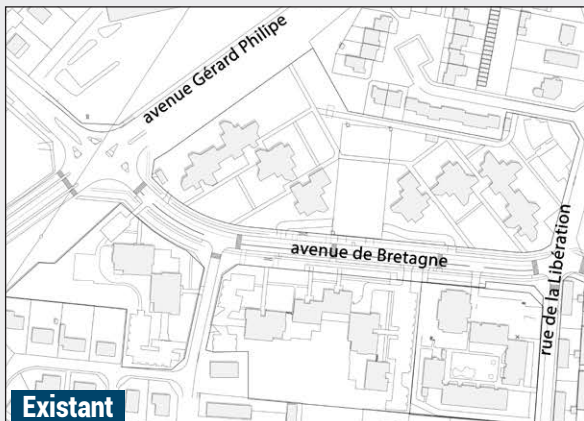 avenue Gérard Philipe
avenue de Bretagne
rue de la Libération
Existant